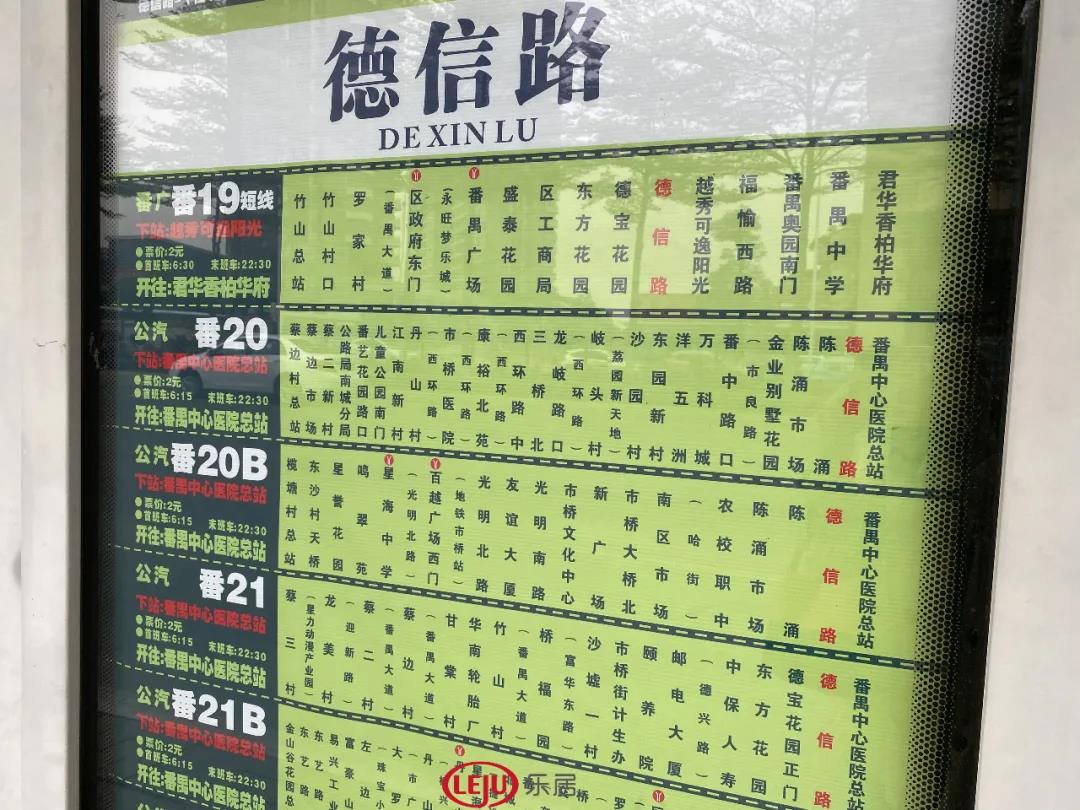 德信路
DE XIN LU
番广 番19短线
下站:越秀可逸阳光
票价:2元
首班车:6:30 末班车:22:30
开往:君华香柏华府
竹山总站
竹山村口
罗家村
(番禺大道)
区政府东门
(永旺梦乐城)
番禺广场
盛泰花园
区工商局
东方花园
德宝花园
德信路
越秀可逸阳光
福愉西路
番禺奥园南门
番禺中学
君华香柏华府
公汽 番20
下站:番禺中心医院总站
票价:2元
首班车:6:15 末班车:22:30
开往:番禺中心医院总站
蔡边村总站
蔡边市场
蔡二新村
公路局南城分局
番艺花园路口
儿童公园南门
江南新村
丹山村
(西环路)
市桥医院
(西环路)
康裕北苑
(西环路)
西环路中
三桥北
龙岐路口
(西环路)
岐头村
(荔园新天地)
沙园村
东园新村
洋五洲
万科城
番中路口
(市良路)
金业别墅花园
陈涌市场
陈涌
德信路
番禺中心医院总站
公汽 番20B
下站:番禺中心医院总站
票价:2元
首班车:6:15 末班车:22:30
开往:番禺中心医院总站
榄塘村总站
东沙村天桥
星誉花园
鸣翠苑
星海中学
(光明北路)
百越广场西门
(地铁市桥站)
光明北路
友谊大厦
光明南路
市桥文化中心
新广场
市桥大桥北
南区市场
(哈街)
农校职中
陈涌市场
陈涌
德信路
番禺中心医院总站
公汽 番21
下站:番禺中心医院总站
票价:2元
首班车:6:15 末班车:22:30
开往:番禺中心医院总站
蔡三村
(星力动漫产业园)
龙美村
(迎新路)
蔡二村
(番禺大道)
蔡边村
(番禺大道)
甘棠村
华南轮胎厂
竹山村
(番禺大道)
桥福园
(富华东路)
沙墟一村
市桥街计生办
颐养院
邮电大厦
(德兴路)
中保人寿
东方花园
德宝花园正门
德信路
番禺中心医院总站
公汽 番21B
下站:番禺中心医院总站
票价:2元
首班车:6:15 末班车:22:30
开往:番禺中心医院总站
LEJU 乐居